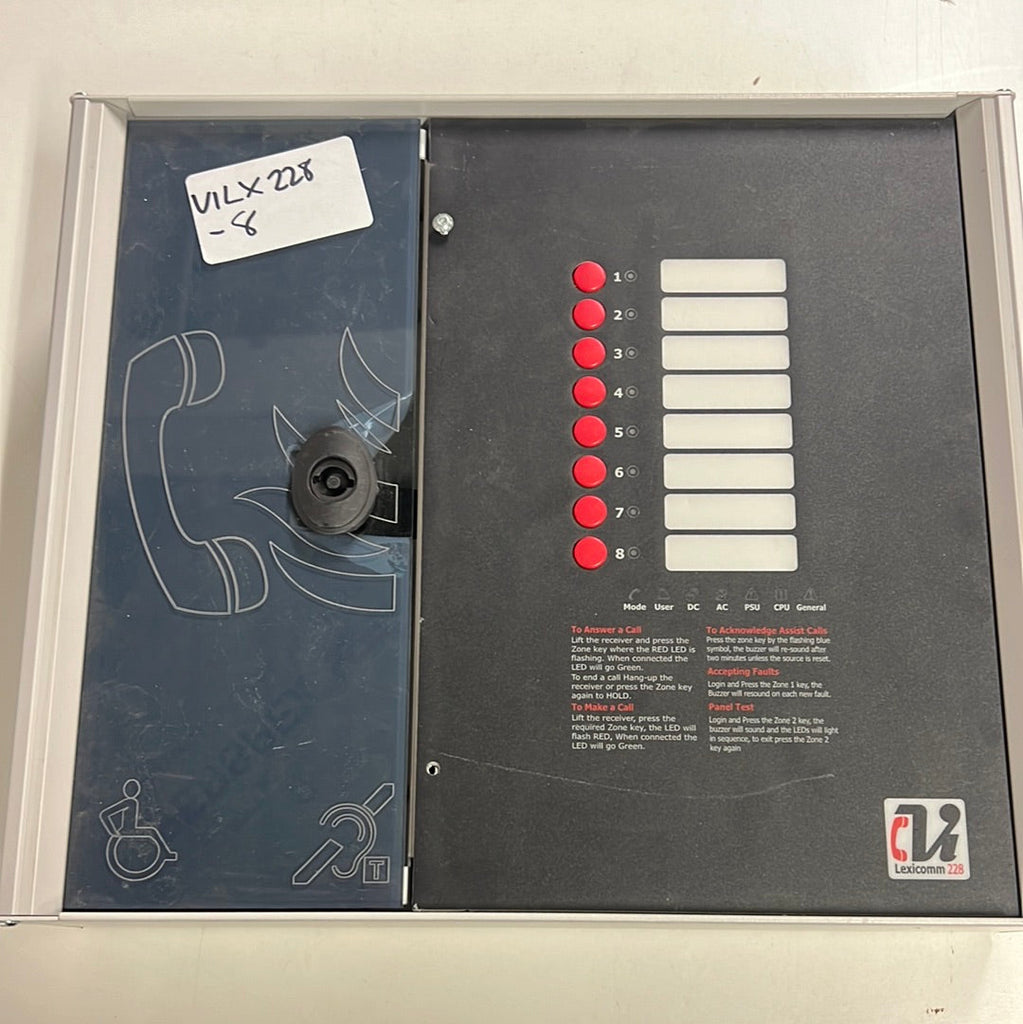 VILX 228
- 8
1
2
3
4
5
6
7
8
Mode User DC AC PSU CPU General
To Answer a Call
Lift the receiver and press the
Zone key where the RED LED is
flashing. When connected the
LED will go Green.
To end a call Hang-up the
receiver or press the Zone key
again to HOLD.
To Make a Call
Lift the receiver, press the
required Zone key, the LED will
flash RED, When connected the
LED will go Green.
To Acknowledge Assist Calls
Press the zone key by the flashing blue
symbol, the buzzer will re-sound after
two minutes unless the source is reset.
Accepting Faults
Login and Press the Zone 1 key, the
Buzzer will resound on each new fault.
Panel Test
Login and Press the Zone 2 key, the
buzzer will sound and the LEDs will light
in sequence, to exit press the Zone 2
key again
T
Vi
Lexicomm 228